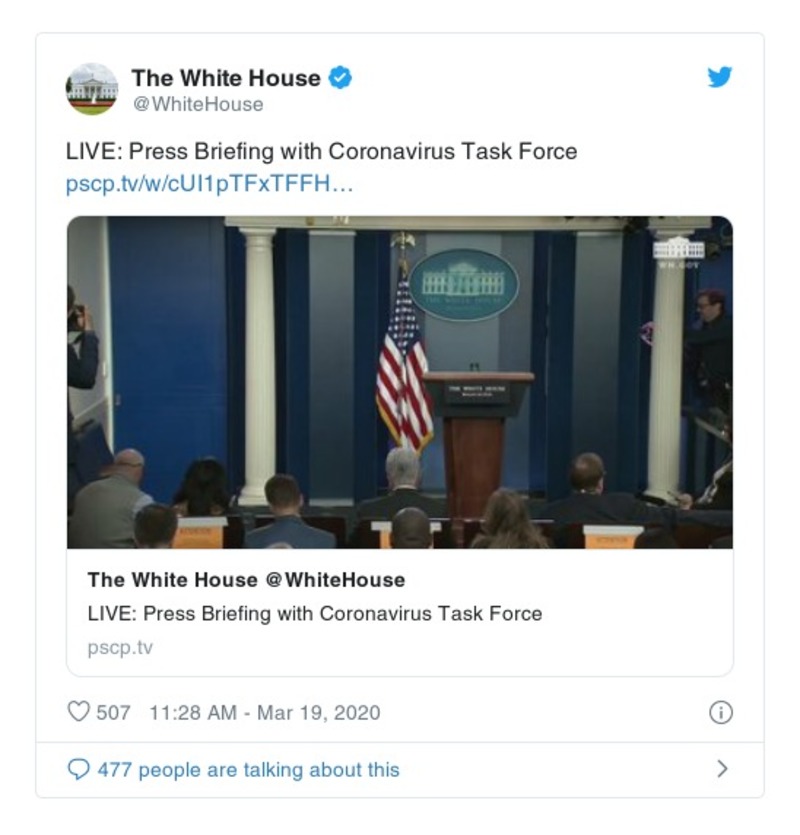 The White House
@WhiteHouse
LIVE: Press Briefing with Coronavirus Task Force
pscp.tv/w/cUI1pTFxTFFH…
WH.GOV
THE WHITE HOUSE
THE WHITE HOUSE
The White House @WhiteHouse
LIVE: Press Briefing with Coronavirus Task Force
pscp.tv
507 11:28 AM - Mar 19, 2020
477 people are talking about this